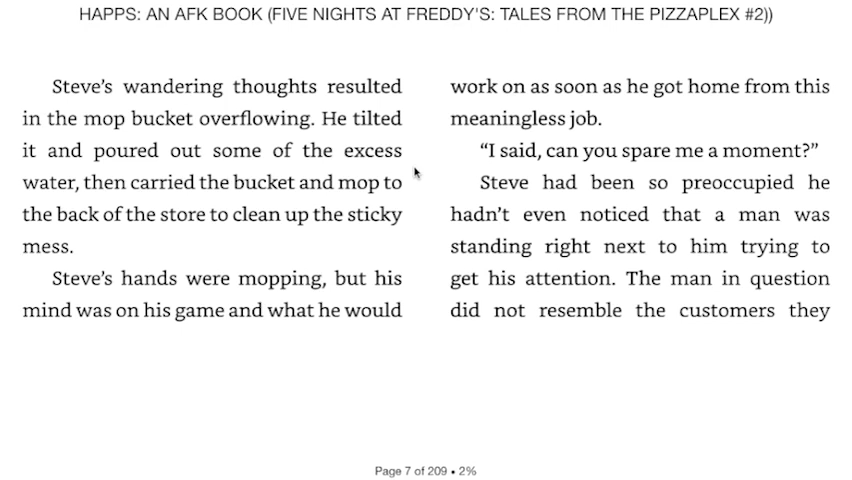 HAPPS: AN AFK BOOK (FIVE NIGHTS AT FREDDY'S: TALES FROM THE PIZZAPLEX #2))
Steve's wandering thoughts resulted
in the mop bucket overflowing. He tilted
it and poured out some of the excess
water, then carried the bucket and mop to
the back of the store to clean up the sticky
mess.
Steve's hands were mopping, but his
mind was on his game and what he would
work on as soon as he got home from this
meaningless job.
“I said, can you spare me a moment?”
Steve had been so preoccupied he
hadn't even noticed that a man was
standing right next to him trying to
get his attention. The man in question
did not resemble the customers they
Page 7 of 209 • 2%